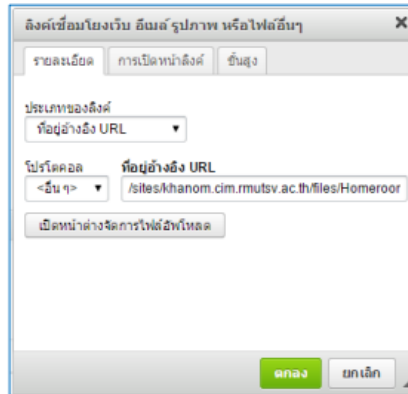 ลิงค์เชื่อมโยงเว็บ อีเมล์ รูปภาพ หรือไฟล์อื่นๆ
รายละเอียด การเปิดหน้าลิงค์ ขั้นสูง
ประเภทของลิงค์
ที่อยู่อ้างอิง URL
โปรโตคอล ที่อยู่อ้างอิง URL
<อื่น ๆ> /sites/khanom.cim.rmutsv.ac.th/files/Homeroor
เปิดหน้าต่างจัดการไฟล์อัพโหลด
ตกลง ยกเลิก